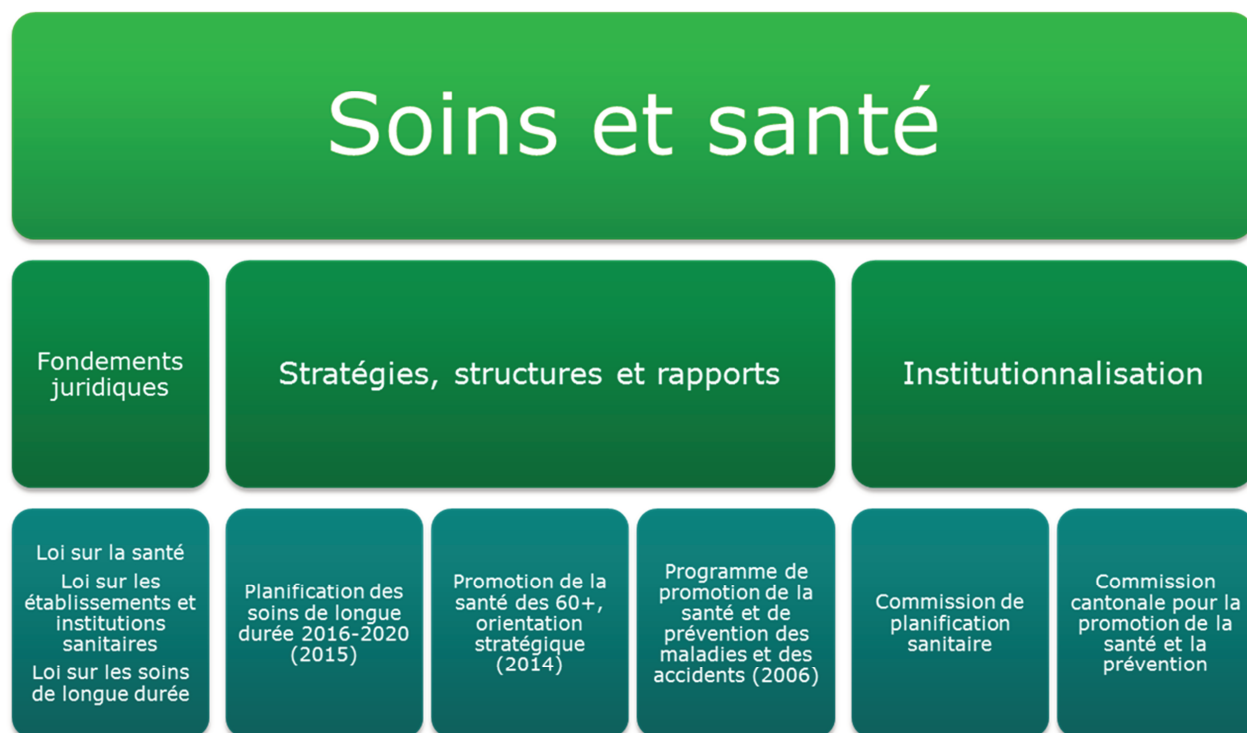 Soins et santé
Fondements
juridiques
Stratégies, structures et rapports
Institutionnalisation
Loi sur la santé
Loi sur les
établissements et
institutions
sanitaires
Loi sur les soins
de longue durée
Planification des
soins de longue
durée 2016-2020
(2015)
Promotion de la
santé des 60+,
orientation
stratégique
(2014)
Programme de
promotion de la
santé et de
prévention des
maladies et des
accidents (2006)
Commission de
planification
sanitaire
Commission
cantonale pour la
promotion de la
santé et la
prévention